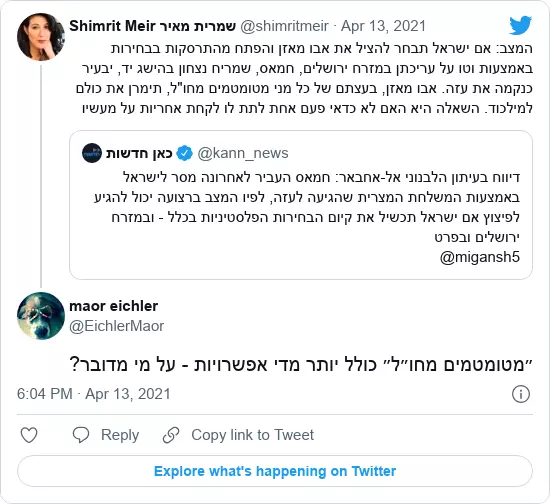 Shimrit Meir שמרית מאיר @shimritmeir · Apr 13, 2021
המצב: אם ישראל תבחר להציל את אבו מאזן והפתח מהתרסקות בבחירות
באמצעות וטו על עריכתן במזרח ירושלים, חמאס, שמריח נצחון בהישג יד, יבעיר
כנקמה את עזה. אבו מאזן, בעצתם של כל מני מטומטמים מחו"ל, תימרן את כולם
למילכוד. השאלה היא האם לא כדאי פעם אחת לתת לו לקחת אחריות על מעשיו
כאן חדשות @kann_news
דיווח בעיתון הלבנוני אל-אחבאר: חמאס העביר לאחרונה מסר לישראל
באמצעות המשלחת המצרית שהגיעה לעזה, לפיו המצב ברצועה יכול להגיע
לפיצוץ אם ישראל תכשיל את קיום הבחירות הפלסטיניות בכלל - ובמזרח
ירושלים ובפרט
@migansh5
maor eichler
@EichlerMaor
״מטומטמים מחו״ל״ כולל יותר מדי אפשרויות - על מי מדובר?
6:04 PM · Apr 13, 2021
Reply
Copy link to Tweet
Explore what's happening on Twitter